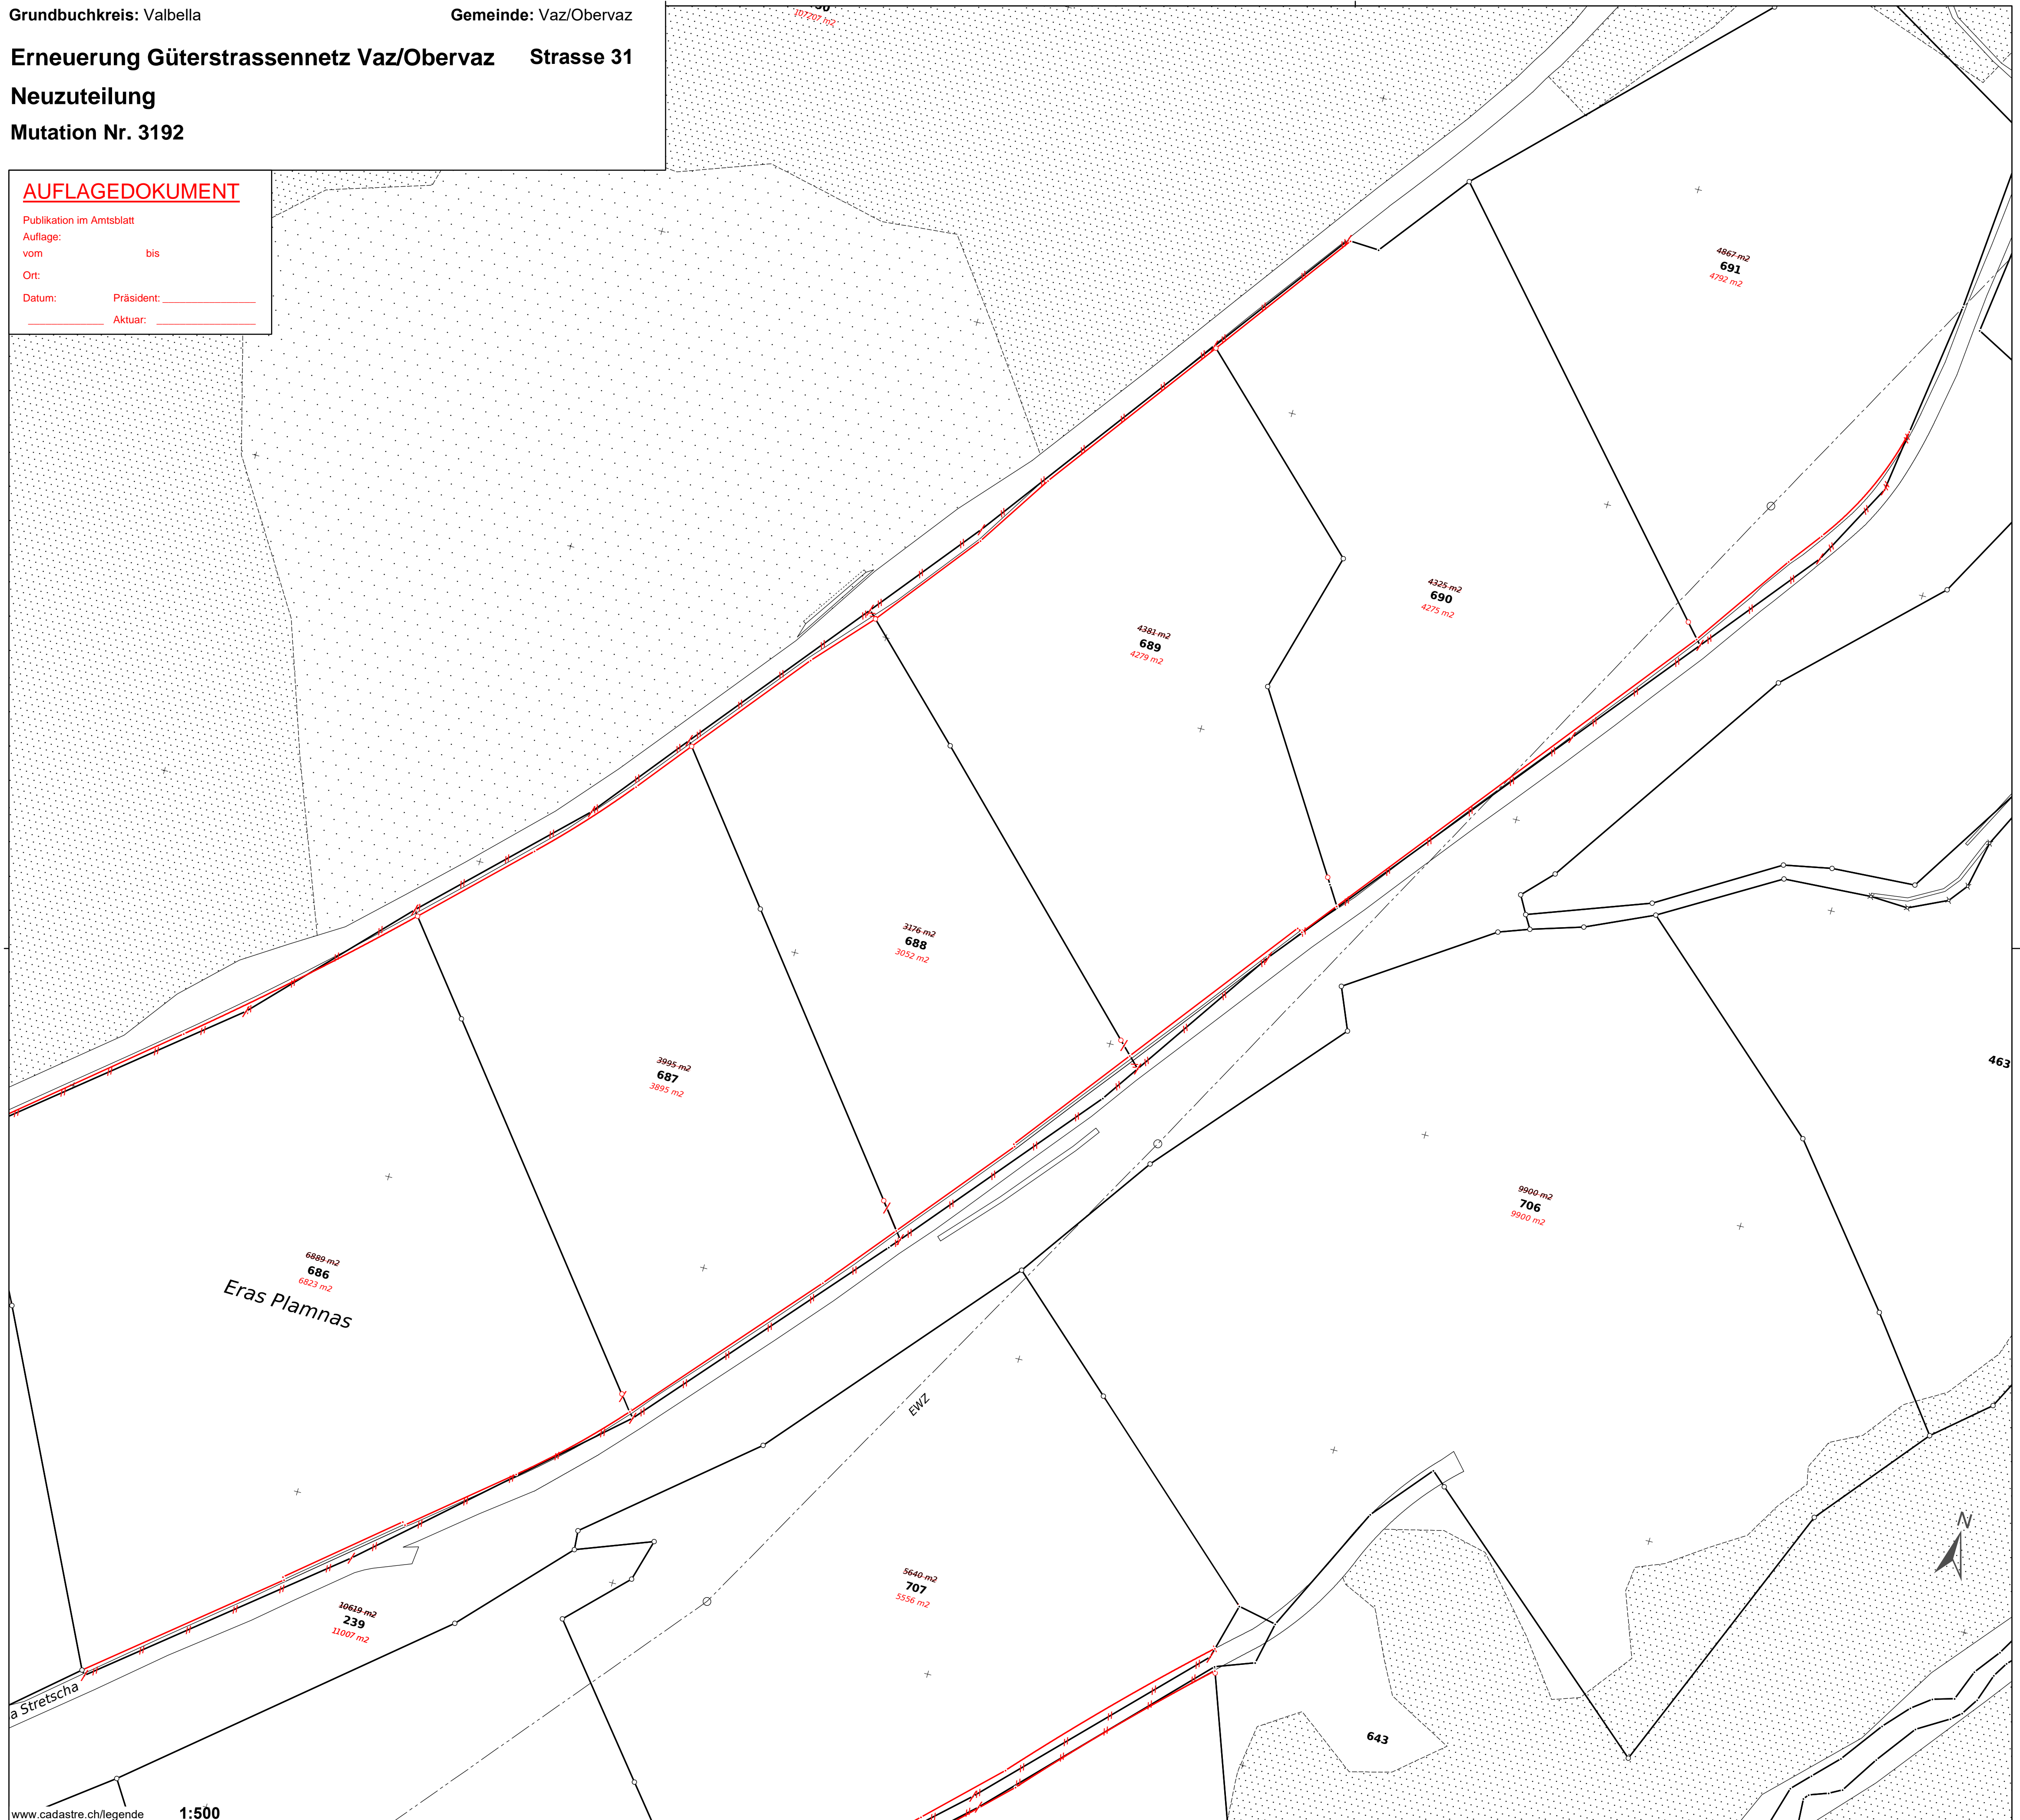 Grundbuchkreis: Valbella Gemeinde: Vaz/Obervaz
Erneuerung Güterstrassennetz Vaz/Obervaz Strasse 31
Neuzuteilung
Mutation Nr. 3192
AUFLAGEDOKUMENT
Publikation im Amtsblatt
Auflage:
vom bis
Ort:
Datum: Präsident:
Aktuar:
107207 m2
4867 m2
691
4792 m2
4325 m2
690
4275 m2
4381 m2
689
4279 m2
3176 m2
688
3052 m2
3995 m2
687
3895 m2
463
9900 m2
706
9900 m2
6889 m2
686
6823 m2
Eras Plamnas
EWZ
N
5640 m2
707
5556 m2
10619 m2
239
11007 m2
a Stretscha
643
www.cadastre.ch/legende 1:500